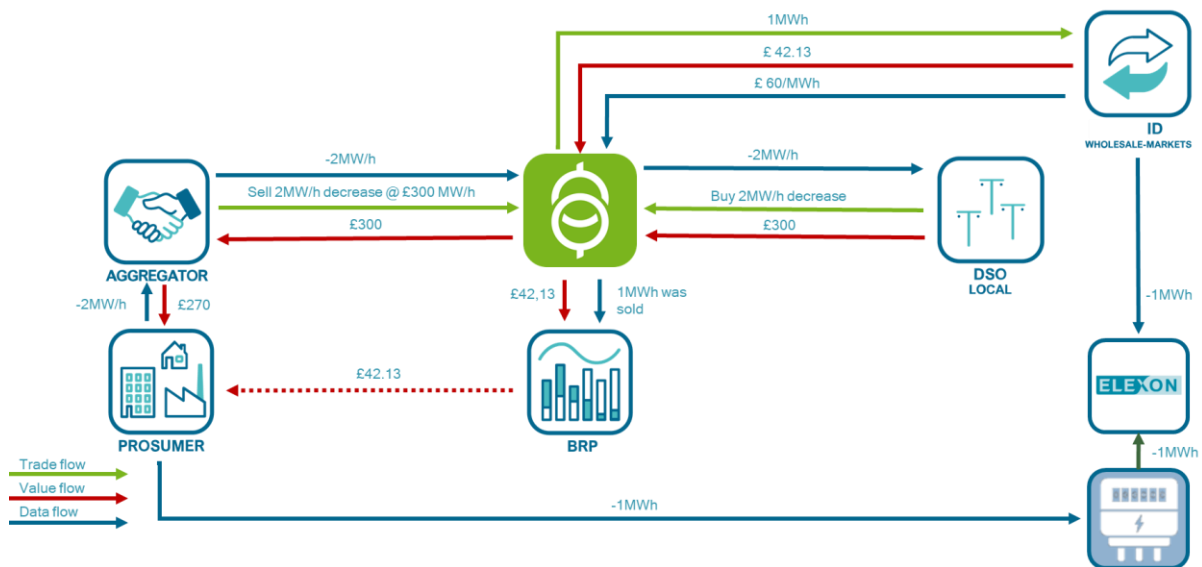 1MWh
£ 42.13
£ 60/MWh
ID
WHOLESALE-MARKETS
-2MW/h
-2MW/h
Sell 2MW/h decrease @ £300 MW/h
Buy 2MW/h decrease
£300
£300
AGGREGATOR
DSO
LOCAL
-2MW/h
£270
£42,13
1MWh was
sold
-1MWh
£42.13
ELEXON
PROSUMER
BRP
-1MWh
Trade flow
Value flow
Data flow
-1MWh